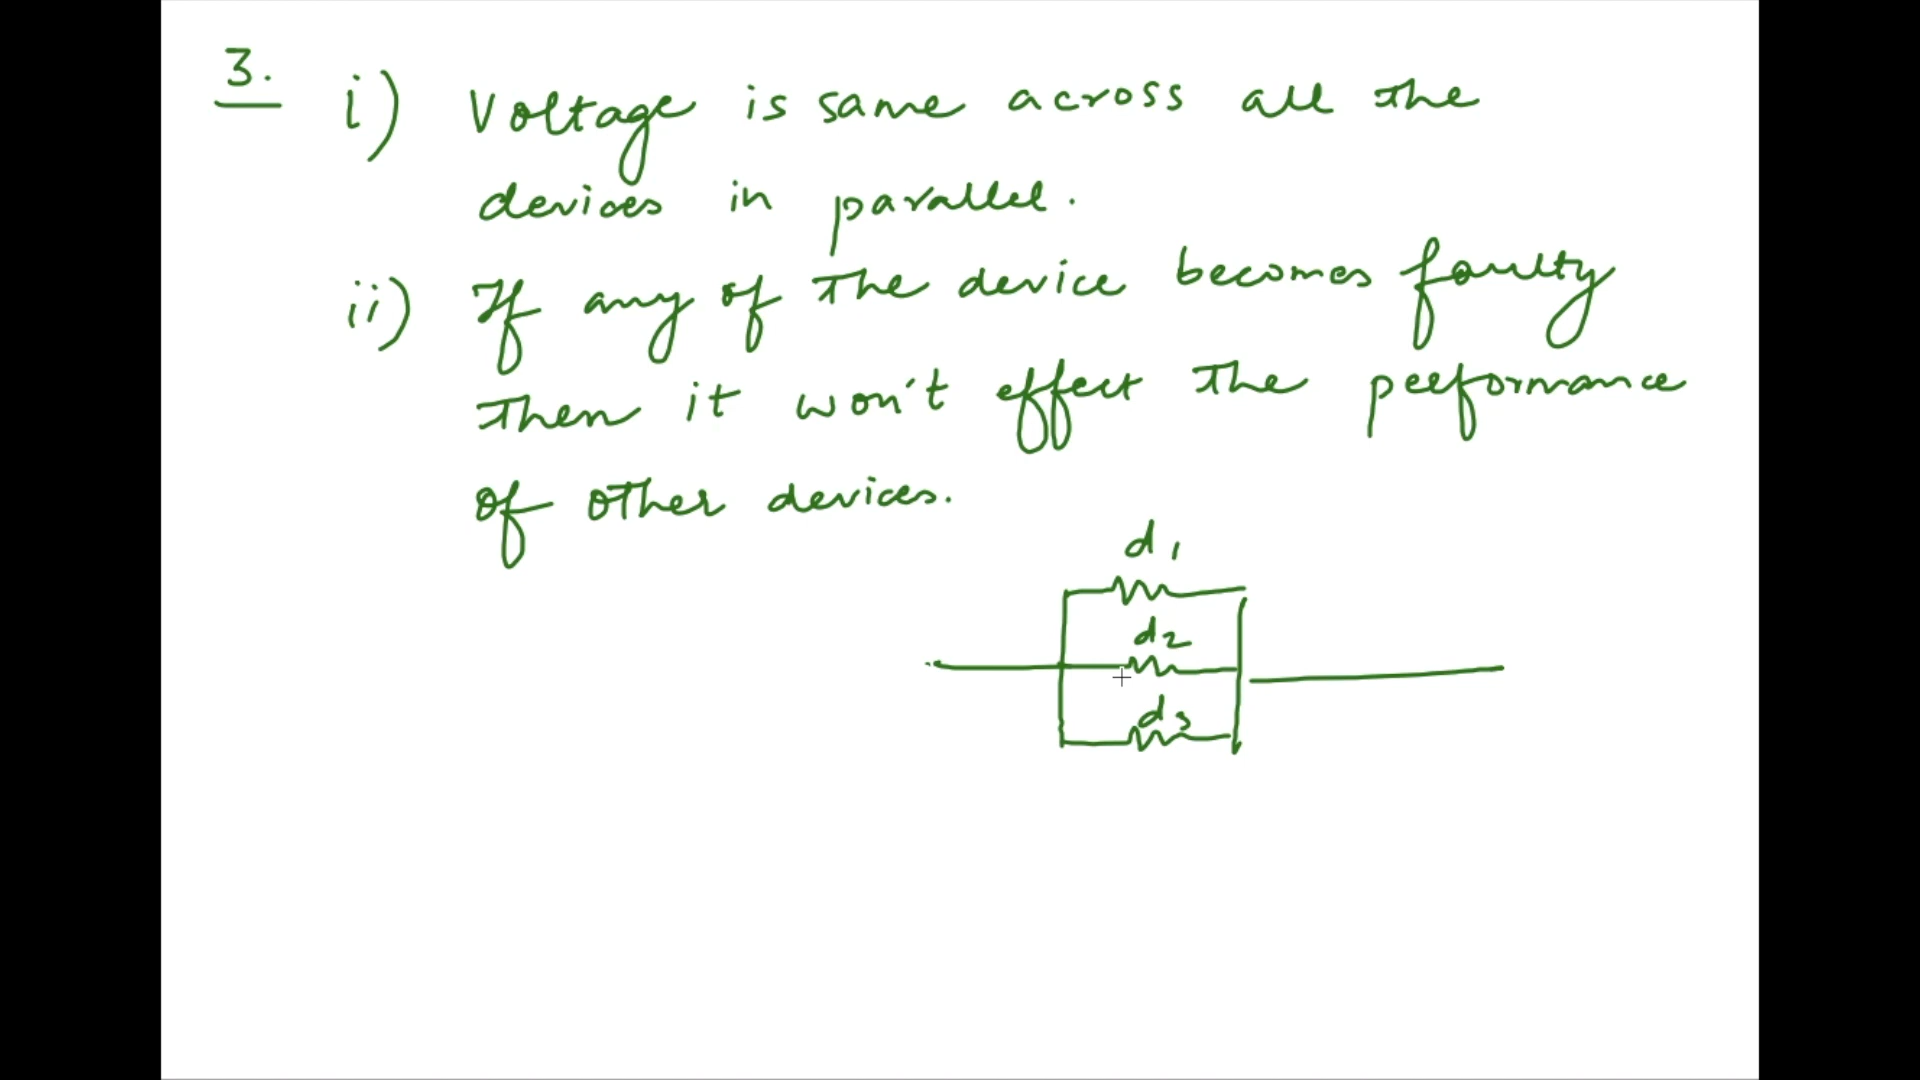 3. i) Voltage is same across all the
devices in parallel.
ii) If any of the device becomes faulty
then it won't effect the performance
of other devices.
d1
d2
d3